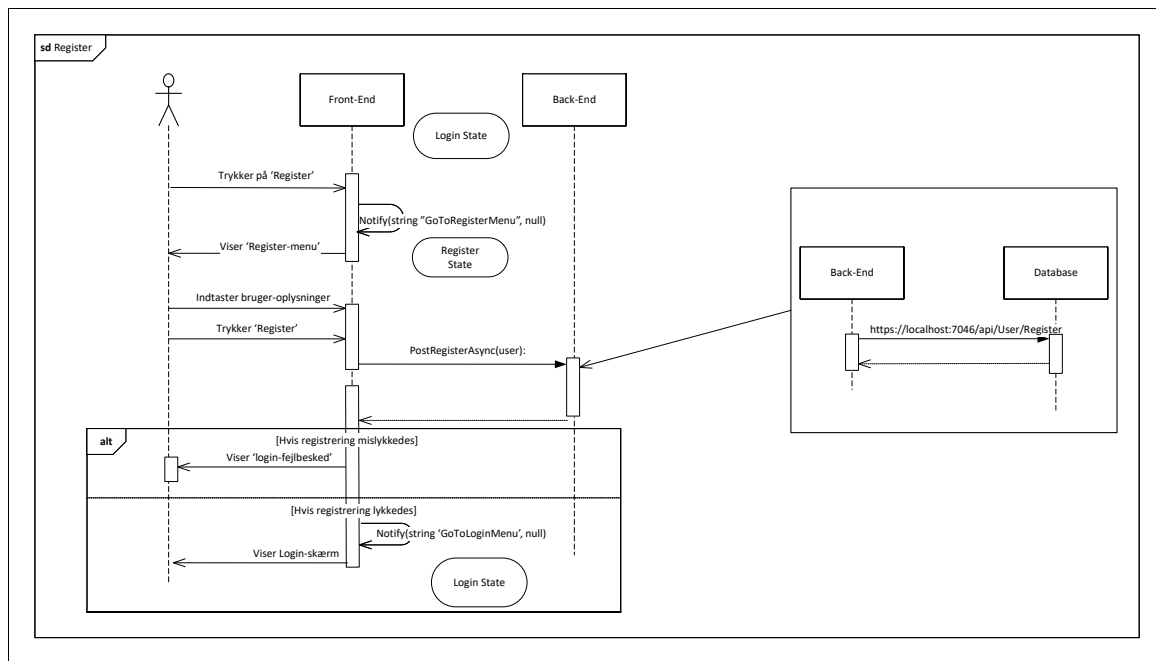 sd Register
Front-End
Back-End
Login State
Trykker på ‘Register’
Notify(string ”GoToRegisterMenu”, null)
Viser ‘Register-menu’
Register
State
Back-End
Database
Indtaster bruger-oplysninger
Trykker ‘Register’
https://localhost:7046/api/User/Register
PostRegisterAsync(user):
alt
[Hvis registrering mislykkedes]
Viser ‘login-fejlbesked’
[Hvis registrering lykkedes]
Notify(string ‘GoToLoginMenu’, null)
Viser Login-skærm
Login State